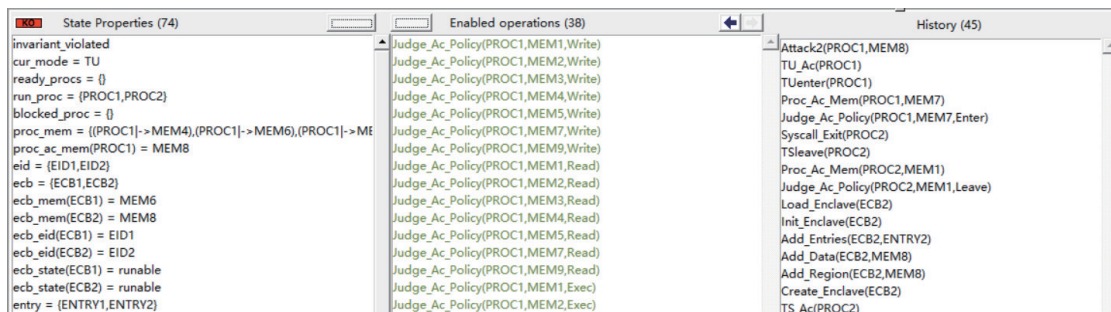 KO State Properties (74)
invariant_violated
cur_mode = TU
ready_procs = {}
run_proc = {PROC1,PROC2}
blocked_proc = {}
proc_mem = {(PROC1|->MEM4),(PROC1|->MEM6),(PROC1|->ME
proc_ac_mem(PROC1) = MEM8
eid = {EID1,EID2}
ecb = {ECB1,ECB2}
ecb_mem(ECB1) = MEM6
ecb_mem(ECB2) = MEM8
ecb_eid(ECB1) = EID1
ecb_eid(ECB2) = EID2
ecb_state(ECB1) = runable
ecb_state(ECB2) = runable
entry = {ENTRY1,ENTRY2}
Enabled operations (38)
Judge_Ac_Policy(PROC1,MEM1,Write)
Judge_Ac_Policy(PROC1,MEM2,Write)
Judge_Ac_Policy(PROC1,MEM3,Write)
Judge_Ac_Policy(PROC1,MEM4,Write)
Judge_Ac_Policy(PROC1,MEM5,Write)
Judge_Ac_Policy(PROC1,MEM7,Write)
Judge_Ac_Policy(PROC1,MEM9,Write)
Judge_Ac_Policy(PROC1,MEM1,Read)
Judge_Ac_Policy(PROC1,MEM2,Read)
Judge_Ac_Policy(PROC1,MEM3,Read)
Judge_Ac_Policy(PROC1,MEM4,Read)
Judge_Ac_Policy(PROC1,MEM5,Read)
Judge_Ac_Policy(PROC1,MEM7,Read)
Judge_Ac_Policy(PROC1,MEM9,Read)
Judge_Ac_Policy(PROC1,MEM1,Exec)
Judge_Ac_Policy(PROC1,MEM2,Exec)
History (45)
Attack2(PROC1,MEM8)
TU_Ac(PROC1)
TUenter(PROC1)
Proc_Ac_Mem(PROC1,MEM7)
Judge_Ac_Policy(PROC1,MEM7,Enter)
Syscall_Exit(PROC2)
TSleave(PROC2)
Proc_Ac_Mem(PROC2,MEM1)
Judge_Ac_Policy(PROC2,MEM1,Leave)
Load_Enclave(ECB2)
Init_Enclave(ECB2)
Add_Entries(ECB2,ENTRY2)
Add_Data(ECB2,MEM8)
Add_Region(ECB2,MEM8)
Create_Enclave(ECB2)
TS_Ac(PROC2)